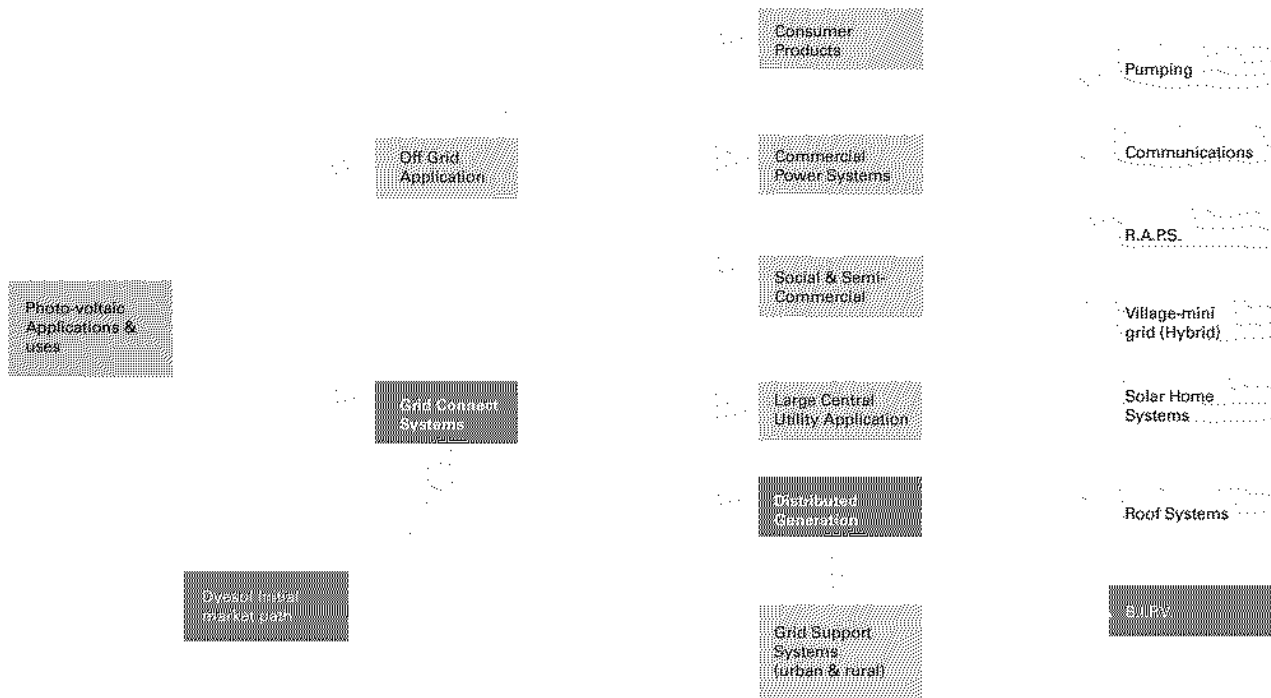 Photo-voltaic
Applications &
uses
Off Grid
Application
Grid Connect
Systems
Dyesol Initial
market path
Consumer
Products
Commercial
Power Systems
Social & Semi-
Commercial
Large Central
Utility Application
Distributed
Generation
Grid Support
Systems
(urban & rural)
Pumping
Communications
R.A.P.S.
Village-mini
grid (Hybrid)
Solar Home
Systems
Roof Systems
B.I.P.V.